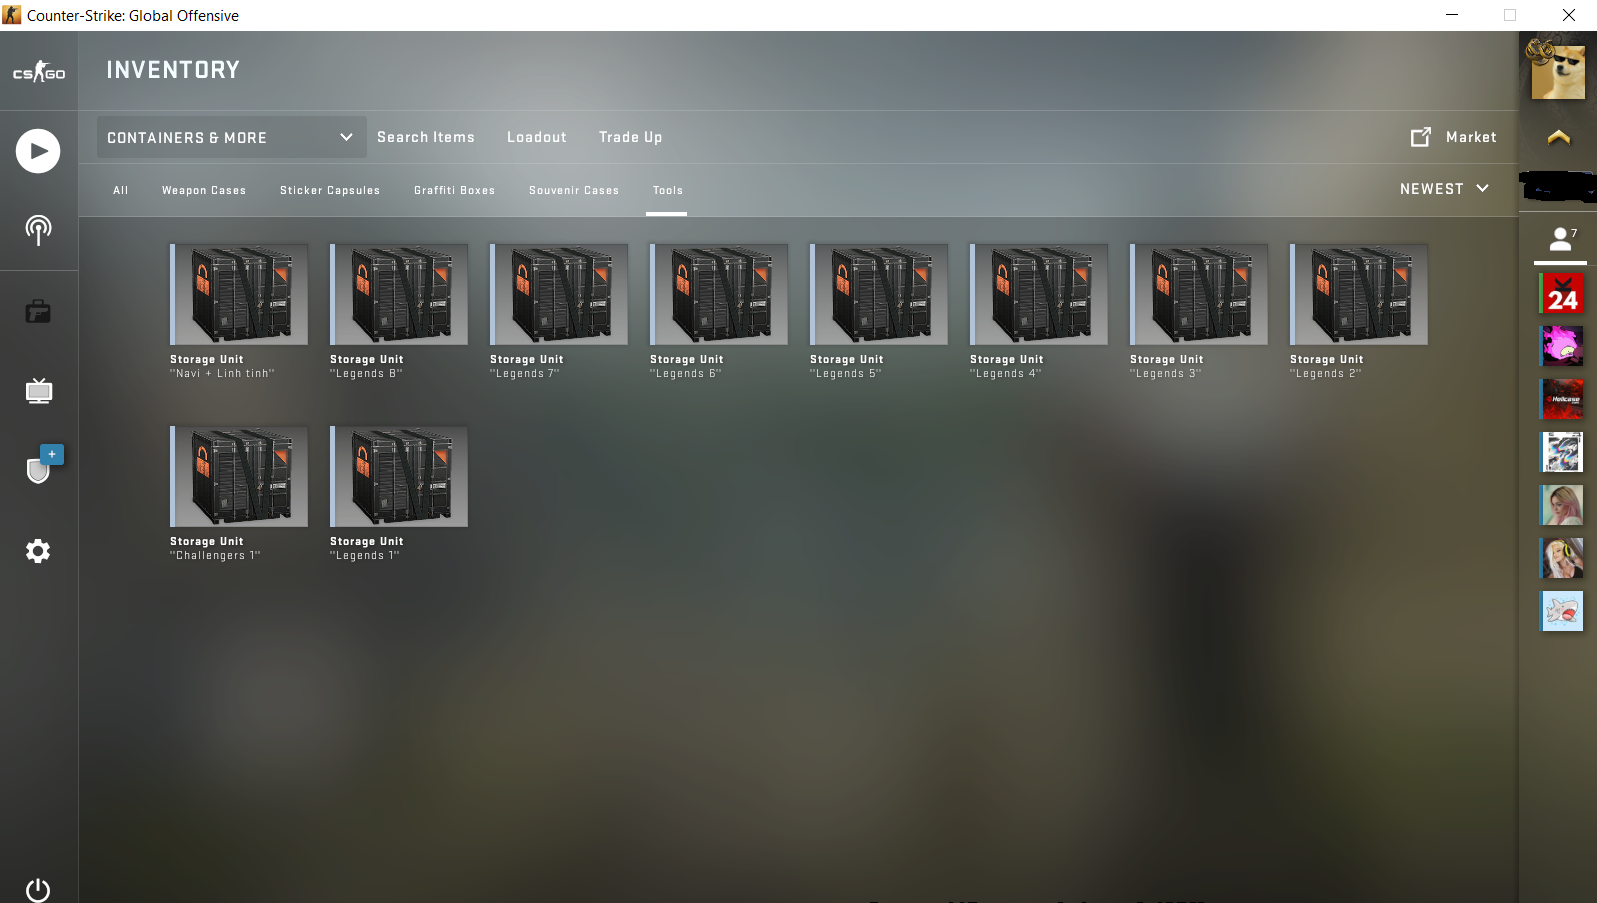 Counter-Strike: Global Offensive
CS GO
INVENTORY
CONTAINERS & MORE
Search Items
Loadout
Trade Up
Market
All
Weapon Cases
Sticker Capsules
Graffiti Boxes
Souvenir Cases
Tools
NEWEST
7
24
Hellcase
Storage Unit
"Navi + Linh tinh"
Storage Unit
"Legends 8"
Storage Unit
"Legends 7"
Storage Unit
"Legends 6"
Storage Unit
"Legends 5"
Storage Unit
"Legends 4"
Storage Unit
"Legends 3"
Storage Unit
"Legends 2"
Storage Unit
"Challengers 1"
Storage Unit
"Legends 1"
+